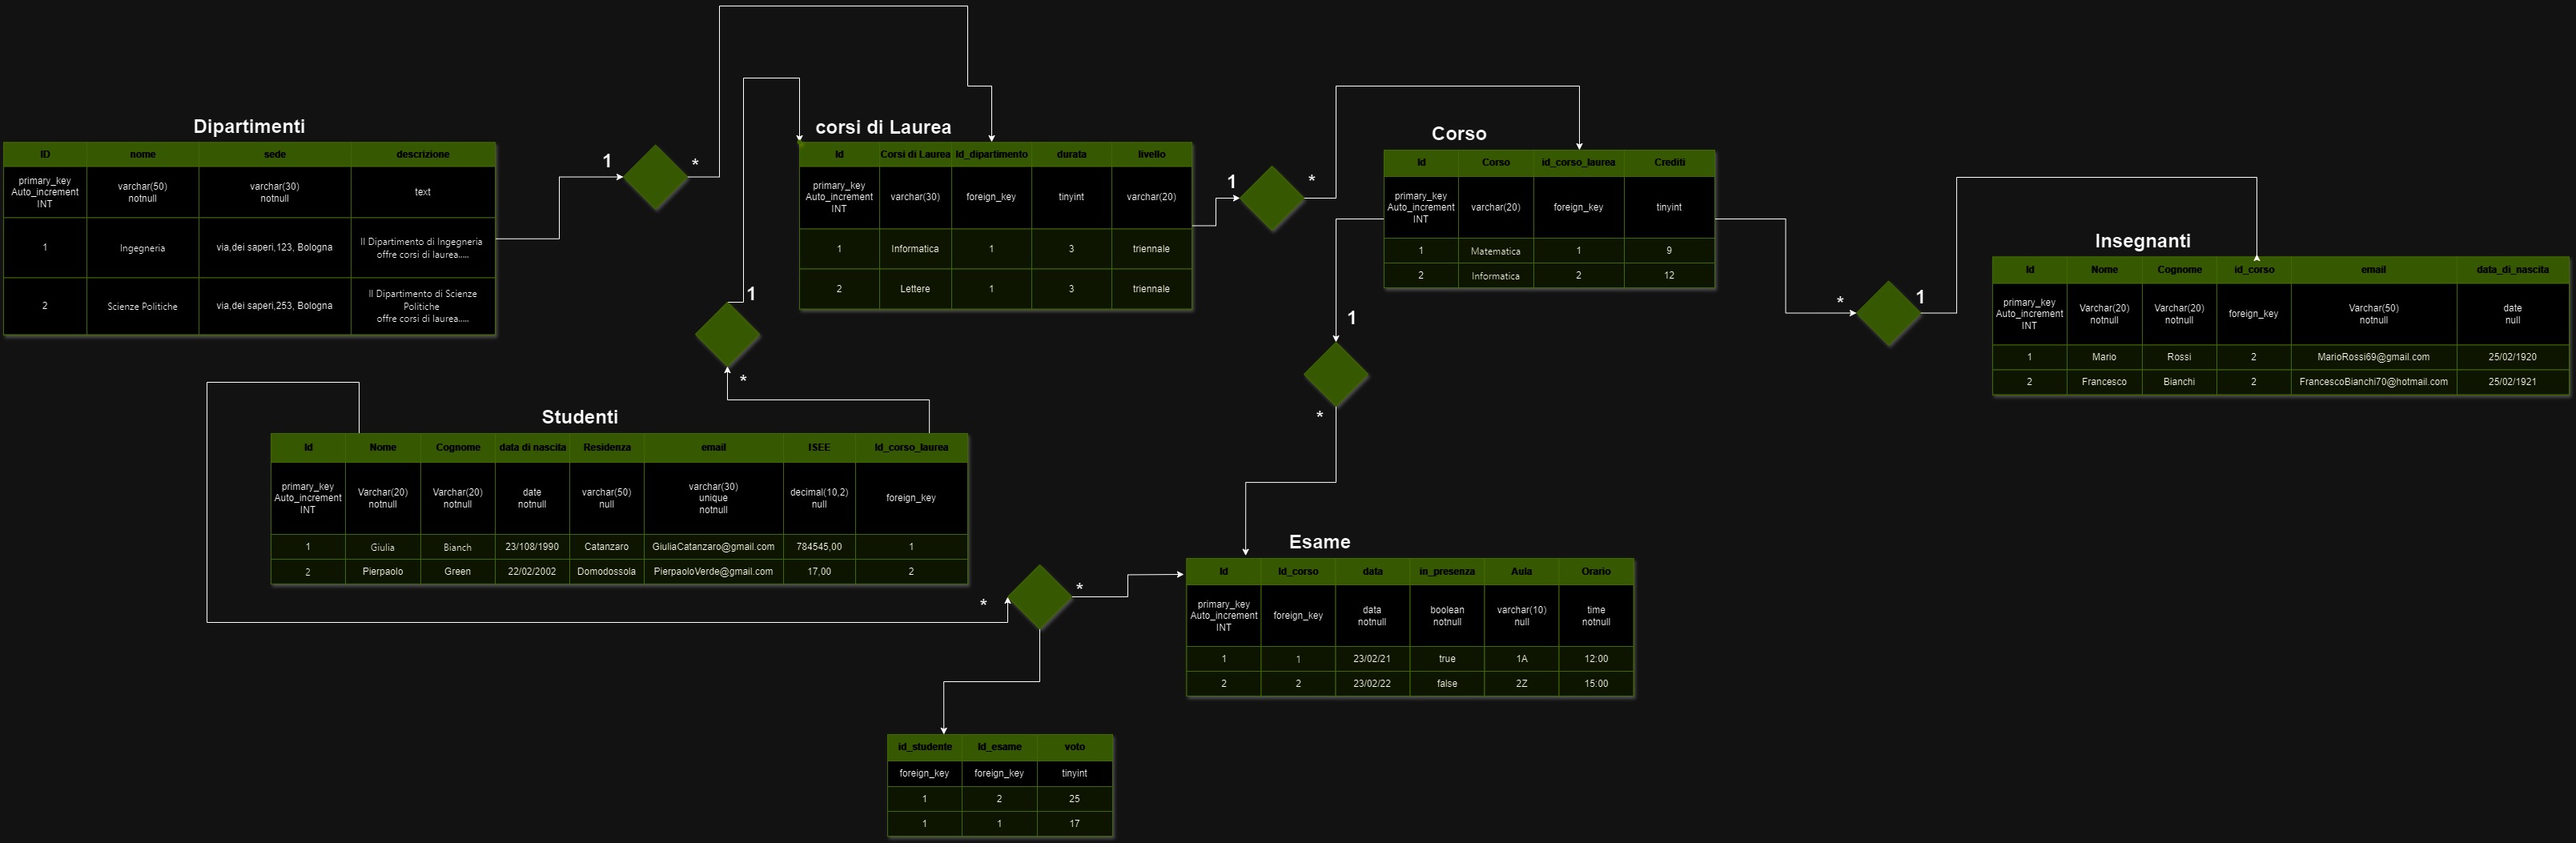 Dipartimenti
ID nome sede descrizione
primary_key
Auto_increment
INT
varchar(50)
notnull
varchar(30)
notnull
text
1 Ingegneria via,dei saperi,123, Bologna
Il Dipartimento di Ingegneria
offre corsi di laurea.....
2 Scienze Politiche via,dei saperi,253, Bologna
Il Dipartimento di Scienze
Politiche
offre corsi di laurea.....
1
*
corsi di Laurea
Id Corsi di Laurea Id_dipartimento durata livello
primary_key
Auto_increment
INT
varchar(30)
foreign_key
tinyint
varchar(20)
1 Informatica 1 3 triennale
2 Lettere 1 3 triennale
1
*
Corso
Id Corso id_corso_laurea Crediti
primary_key
Auto_increment
INT
varchar(20)
foreign_key
tinyint
1 Matematica 1 9
2 Informatica 2 12
*
1
Insegnanti
Id Nome Cognome id_corso email data_di_nascita
primary_key
Auto_increment
INT
Varchar(20)
notnull
Varchar(20)
notnull
foreign_key
Varchar(50)
notnull
date
null
1 Mario Rossi 2 MarioRossi69@gmail.com 25/02/1920
2 Francesco Bianchi 2 FrancescoBianchi70@hotmail.com 25/02/1921
1
*
1
*
Studenti
Id Nome Cognome data di nascita Residenza email ISEE Id_corso_laurea
primary_key
Auto_increment
INT
Varchar(20)
notnull
Varchar(20)
notnull
date
notnull
varchar(50)
null
varchar(30)
unique
notnull
decimal(10,2)
null
foreign_key
1 Giulia Bianch 23/108/1990 Catanzaro GiuliaCatanzaro@gmail.com 784545,00 1
2 Pierpaolo Green 22/02/2002 Domodossola PierpaoloVerde@gmail.com 17,00 2
*
*
Esame
Id Id_corso data in_presenza Aula Orario
primary_key
Auto_increment
INT
foreign_key
data
notnull
boolean
notnull
varchar(10)
null
time
notnull
1 1 23/02/21 true 1A 12:00
2 2 23/02/22 false 2Z 15:00
id_studente Id_esame voto
foreign_key foreign_key tinyint
1 2 25
1 1 17